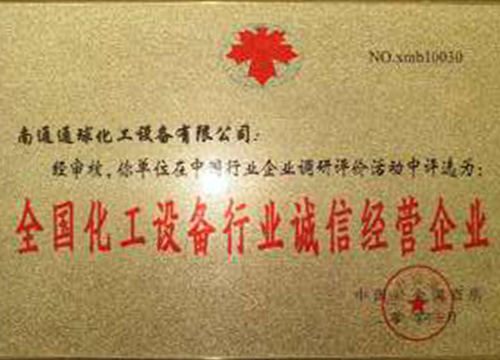 NO.xmb10030
南通通球化工设备有限公司:
经审核,你单位在中国行业企业调研评价活动中评选为:
全国化工设备行业诚信经营企业